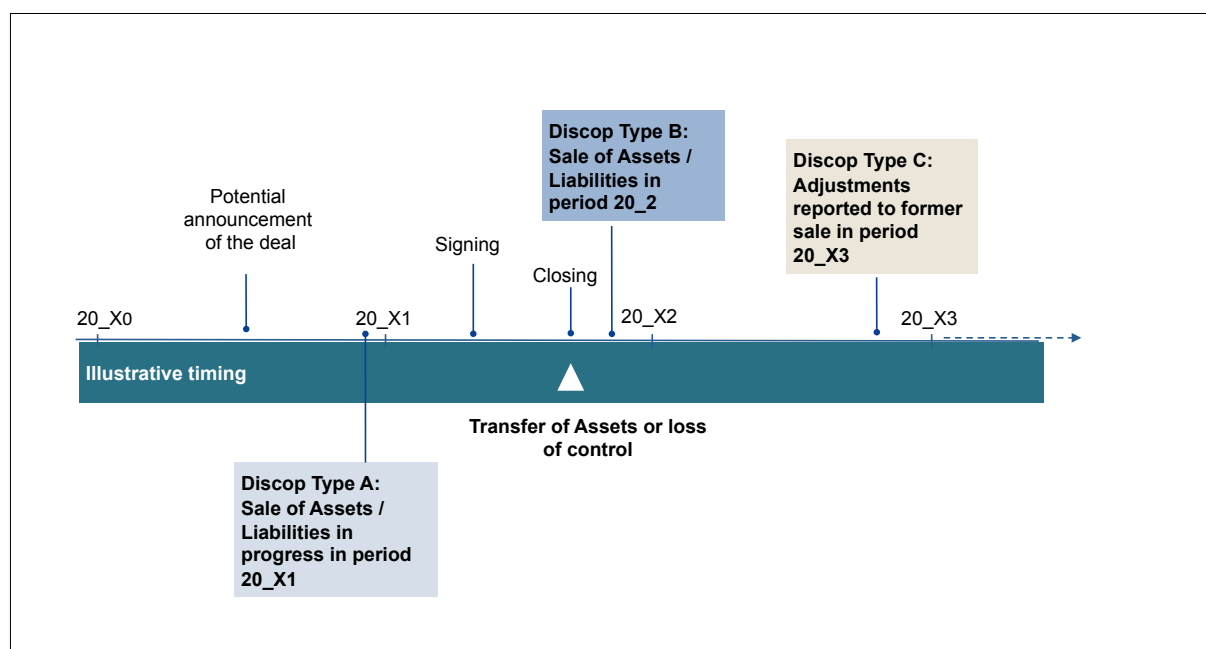 Discop Type B:
Sale of Assets /
Liabilities in
period 20_2
Discop Type C:
Adjustments
reported to former
sale in period
20_X3
Potential
announcement
of the deal
Signing
Closing
20_X0
20_X1
20_X2
20_X3
Illustrative timing
Transfer of Assets or loss
of control
Discop Type A:
Sale of Assets /
Liabilities in
progress in period
20_X1